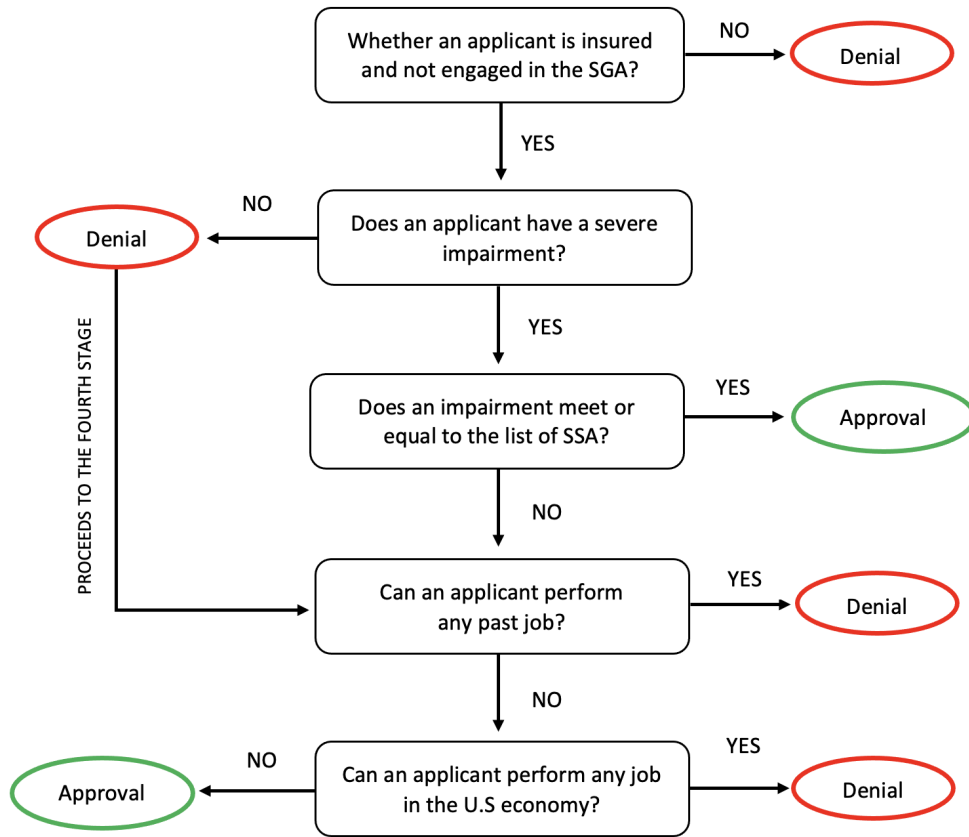 Whether an applicant is insured
and not engaged in the SGA?
NO
Denial
YES
Does an applicant have a severe
impairment?
NO
Denial
PROCEEDS TO THE FOURTH STAGE
YES
Does an impairment meet or
equal to the list of SSA?
YES
Approval
NO
Can an applicant perform
any past job?
YES
Denial
NO
Can an applicant perform any job
in the U.S economy?
NO
Approval
YES
Denial